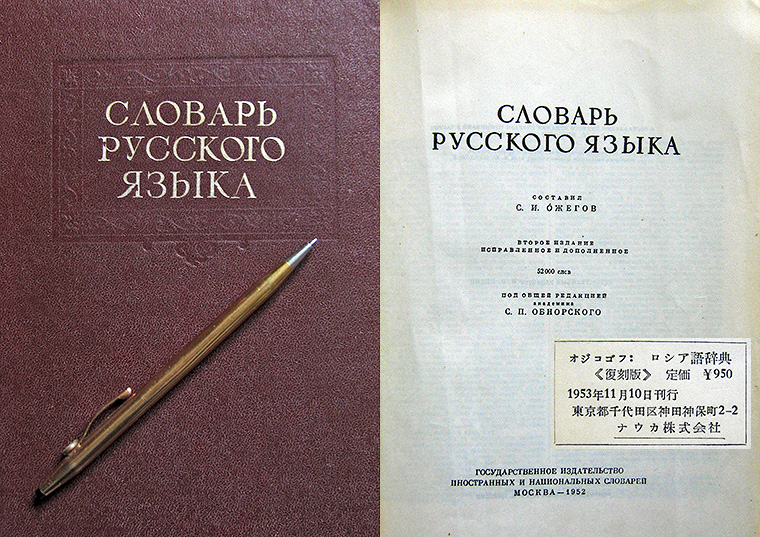 СЛОВАРЬ
РУССКОГО
ЯЗЫКА
СЛОВАРЬ
РУССКОГО ЯЗЫКА
СОСТАВИЛ
С. И. О́ЖЕГОВ
ВТОРОЕ ИЗДАНИЕ
ИСПРАВЛЕННОЕ И ДОПОЛНЕННОЕ
52 000 слов
ПОД ОБЩЕЙ РЕДАКЦИЕЙ
академика
С. П. ОБНОРСКОГО
オジコゴフ: ロシア語辞典
《復刻版》 定価 ¥950
1953年11月10日刊行
東京都千代田区神田神保町2-2
ナウカ株式会社
ГОСУДАРСТВЕННОЕ ИЗДАТЕЛЬСТВО
ИНОСТРАННЫХ И НАЦИОНАЛЬНЫХ СЛОВАРЕЙ
МОСКВА — 1952